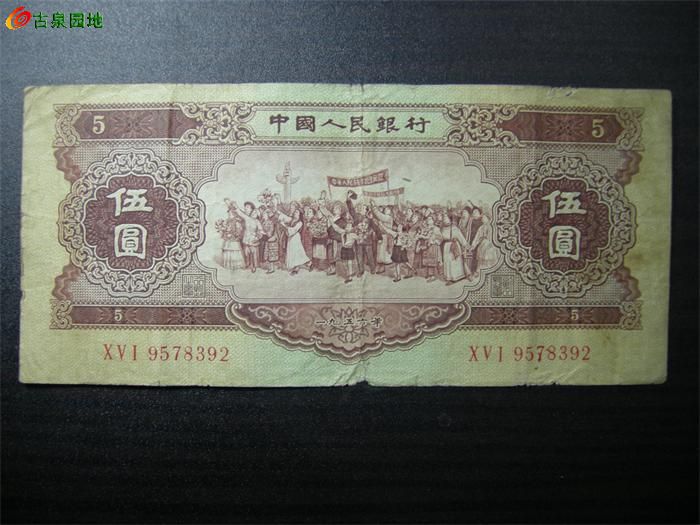 古泉园地
5 中國人民銀行 5
伍圓 伍圓
5 一九五六年 5
XVI 9578392 XVI 9578392